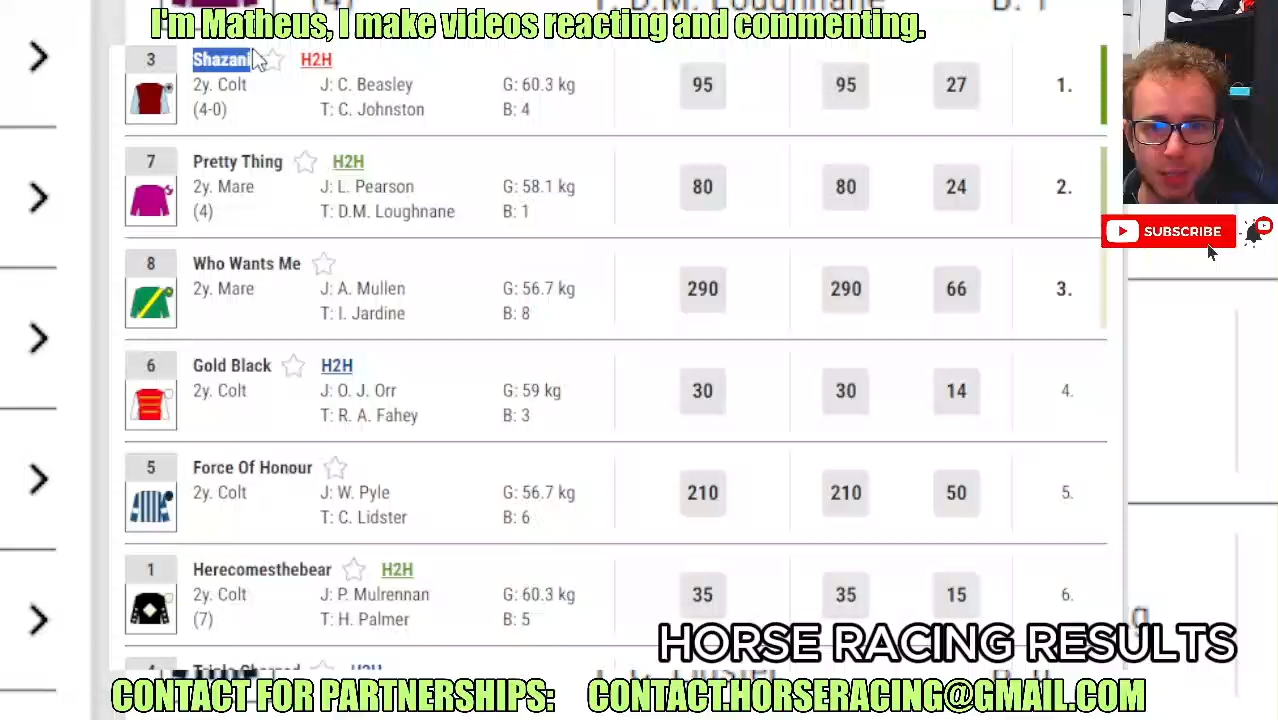 (4) T. D.M. Loughnane B: 1
I'm Matheus, I make videos reacting and commenting.
3 Shazani H2H
2y. Colt J: C. Beasley G: 60.3 kg 95 95 27 1.
(4-0) T: C. Johnston B: 4
7 Pretty Thing H2H
2y. Mare J: L. Pearson G: 58.1 kg 80 80 24 2.
(4) T: D.M. Loughnane B: 1
SUBSCRIBE
8 Who Wants Me
2y. Mare J: A. Mullen G: 56.7 kg 290 290 66 3.
T: I. Jardine B: 8
6 Gold Black H2H
2y. Colt J: O. J. Orr G: 59 kg 30 30 14 4.
T: R. A. Fahey B: 3
5 Force Of Honour
2y. Colt J: W. Pyle G: 56.7 kg 210 210 50 5.
T: C. Lidster B: 6
1 Herecomesthebear H2H
2y. Colt J: P. Mulrennan G: 60.3 kg 35 35 15 6.
(7) T: H. Palmer B: 5
HORSE RACING RESULTS
CONTACT FOR PARTNERSHIPS: CONTACT.HORSERACING@GMAIL.COM